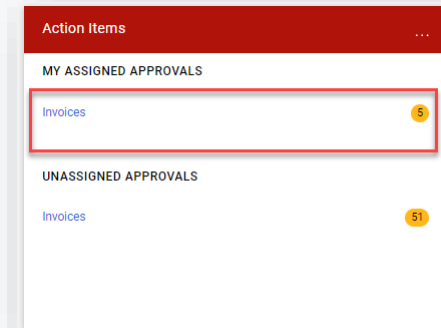 Action Items ...
MY ASSIGNED APPROVALS
Invoices 5
UNASSIGNED APPROVALS
Invoices 51